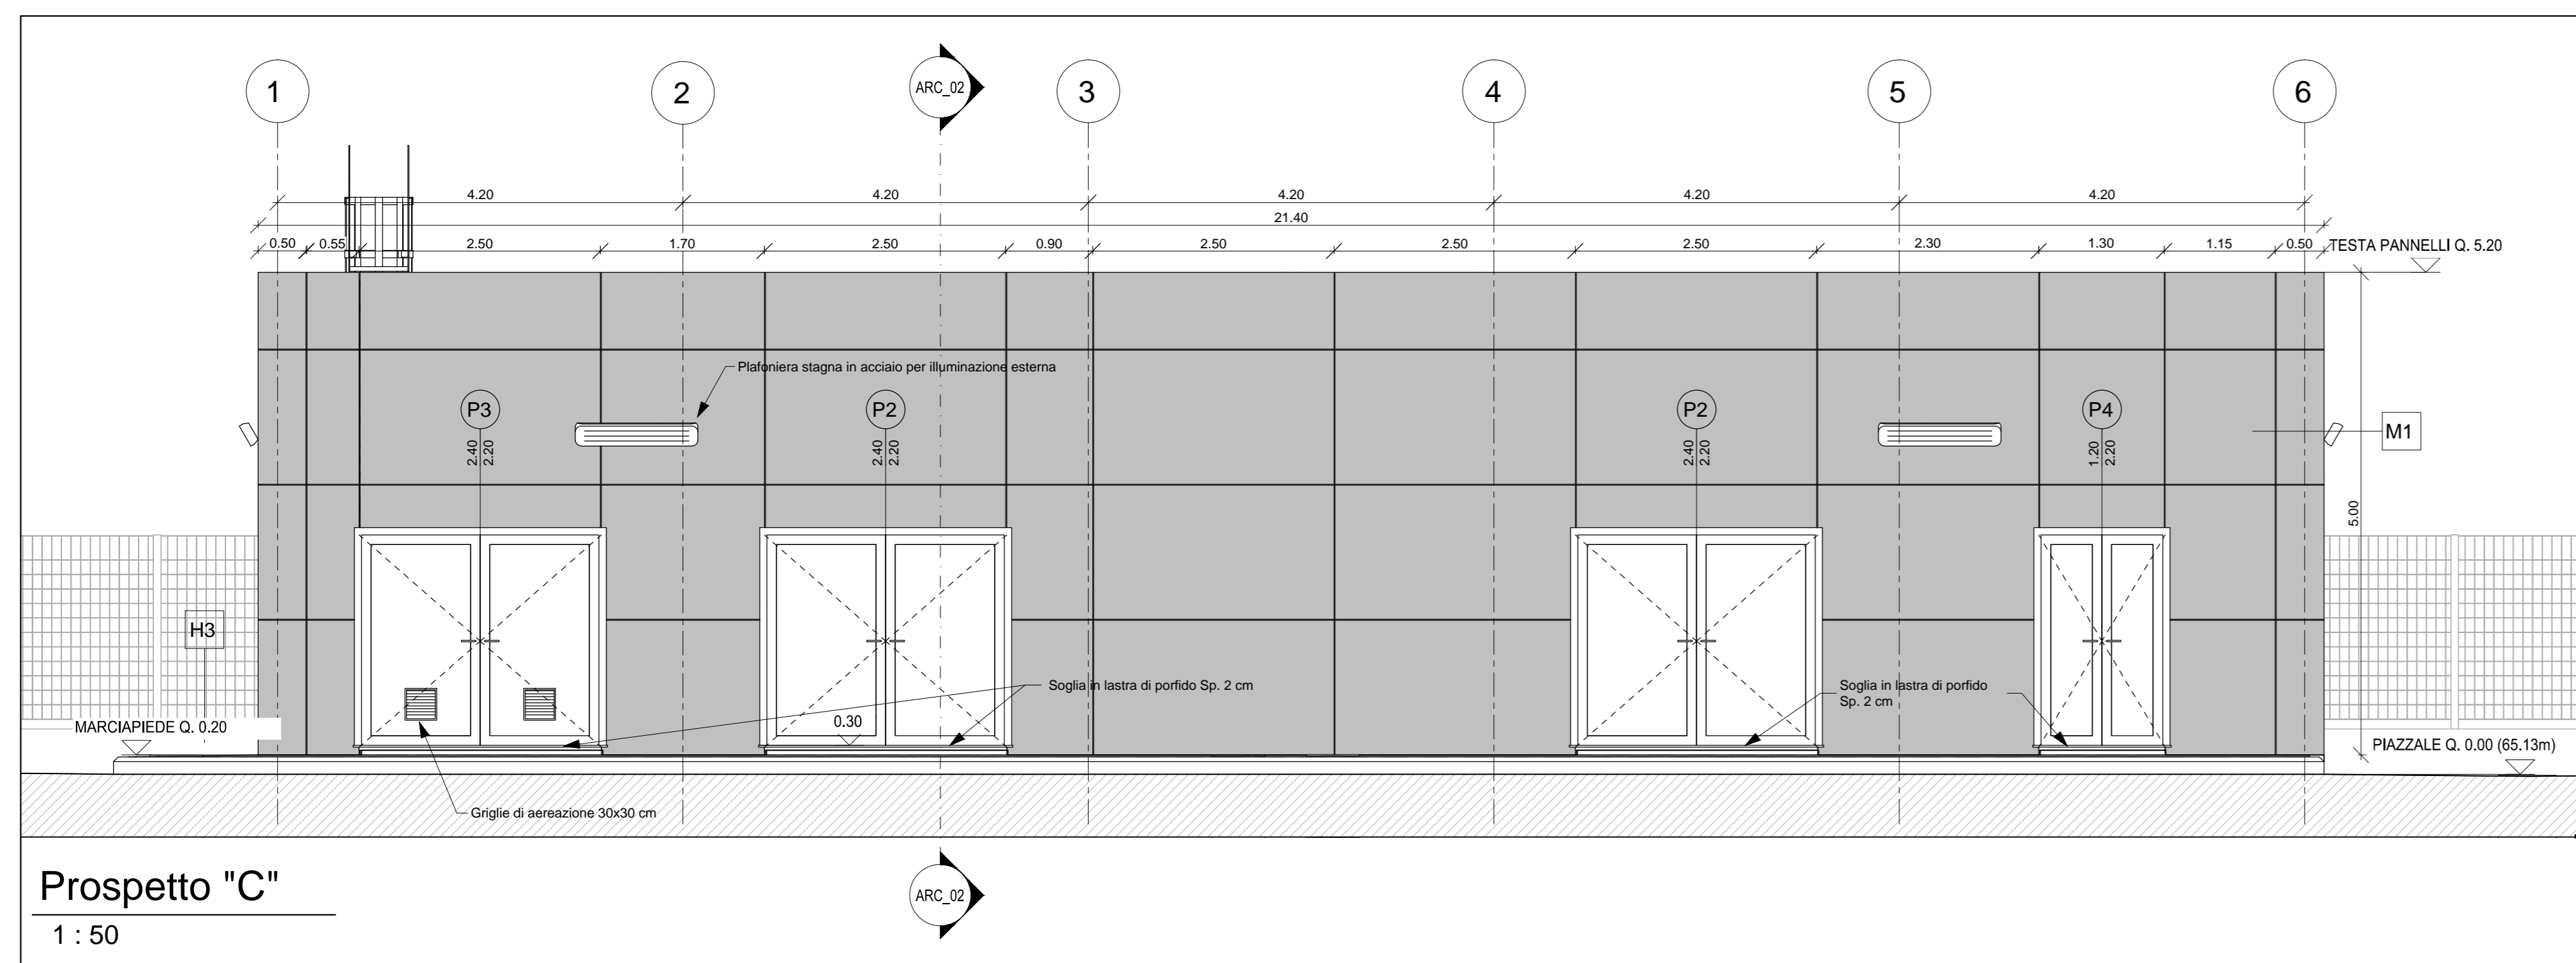 1
2
ARC_02
3
4
5
6
4.20
4.20
4.20
4.20
4.20
21.40
0.50
0.55
2.50
1.70
2.50
0.90
2.50
2.50
2.50
2.30
1.30
1.15
0.50
TESTA PANNELLI Q. 5.20
Plafoniera stagna in acciaio per illuminazione esterna
P3
P2
P2
P4
2.40
2.20
2.40
2.20
2.40
2.20
1.20
2.20
M1
5.00
H3
MARCIAPIEDE Q. 0.20
0.30
Soglia in lastra di porfido Sp. 2 cm
Soglia in lastra di porfido
Sp. 2 cm
PIAZZALE Q. 0.00 (65.13m)
Griglie di aereazione 30x30 cm
Prospetto "C"
1 : 50
ARC_02